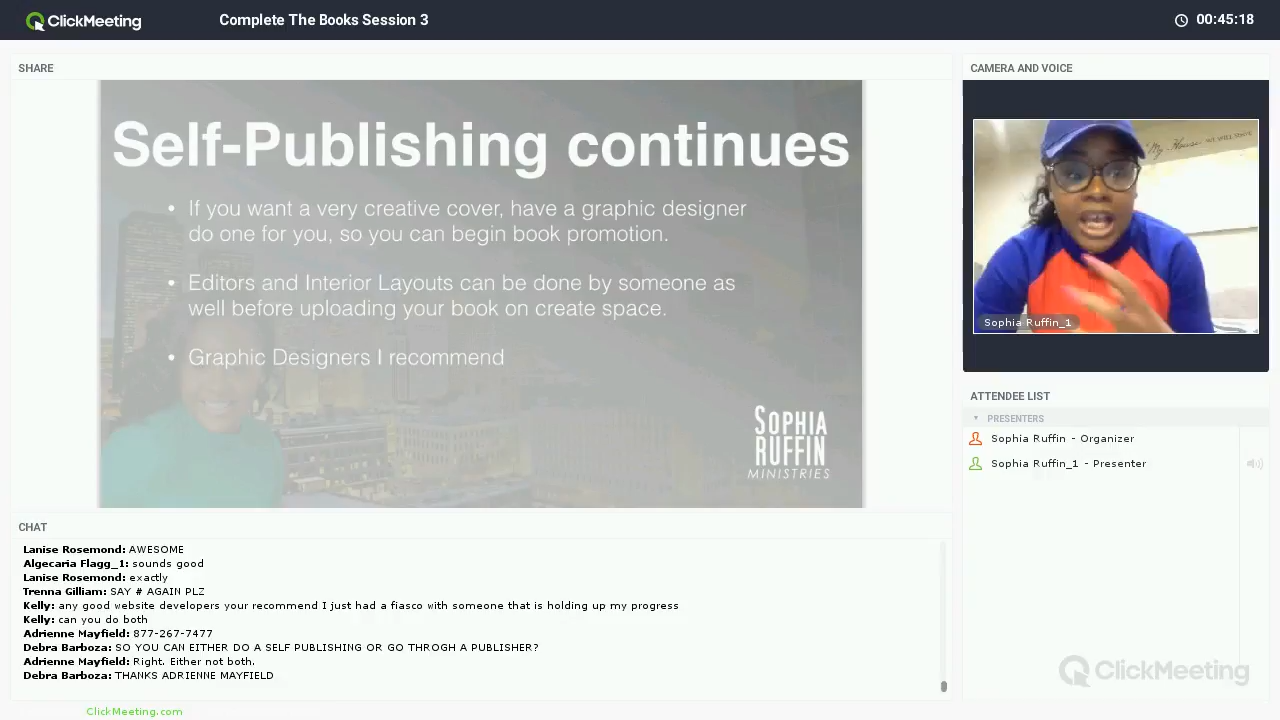 ClickMeeting
Complete The Books Session 3
00:45:18
SHARE
Self-Publishing continues
• If you want a very creative cover, have a graphic designer
do one for you, so you can begin book promotion.
• Editors and Interior Layouts can be done by someone as
well before uploading your book on create space.
• Graphic Designers I recommend
SOPHIA
RUFFIN
MINISTRIES
CAMERA AND VOICE
"My House
Sophia Ruffin_1
ATTENDEE LIST
PRESENTERS
Sophia Ruffin - Organizer
Sophia Ruffin_1 - Presenter
CHAT
Lanise Rosemond: AWESOME
Algecaria Flagg_1: sounds good
Lanise Rosemond: exactly
Trenna Gilliam: SAY # AGAIN PLZ
Kelly: any good website developers your recommend I just had a fiasco with someone that is holding up my progress
Kelly: can you do both
Adrienne Mayfield: 877-267-7477
Debra Barboza: SO YOU CAN EITHER DO A SELF PUBLISHING OR GO THROGH A PUBLISHER?
Adrienne Mayfield: Right. Either not both.
Debra Barboza: THANKS ADRIENNE MAYFIELD
ClickMeeting
ClickMeeting.com